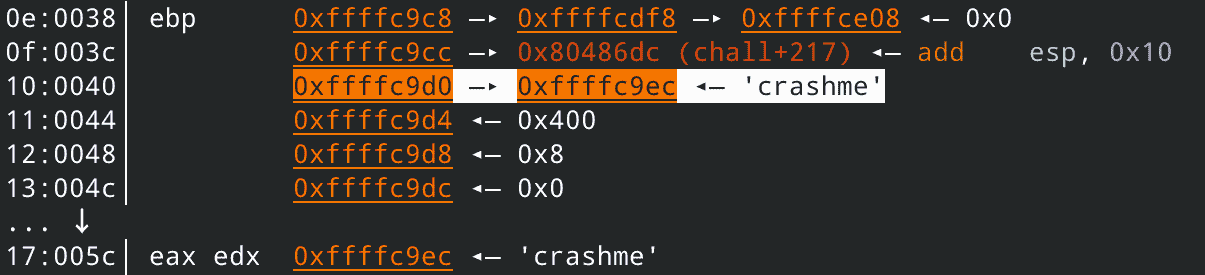 0e:0038│ ebp 0xffffc9c8 —▸ 0xffffcdf8 —▸ 0xffffce08 ◂— 0x0
0f:003c│ 0xffffc9cc —▸ 0x80486dc (chall+217) ◂— add esp, 0x10
10:0040│ 0xffffc9d0 —▸ 0xffffc9ec ◂— 'crashme'
11:0044│ 0xffffc9d4 ◂— 0x400
12:0048│ 0xffffc9d8 ◂— 0x8
13:004c│ 0xffffc9dc ◂— 0x0
... ↓
17:005c│ eax edx 0xffffc9ec ◂— 'crashme'